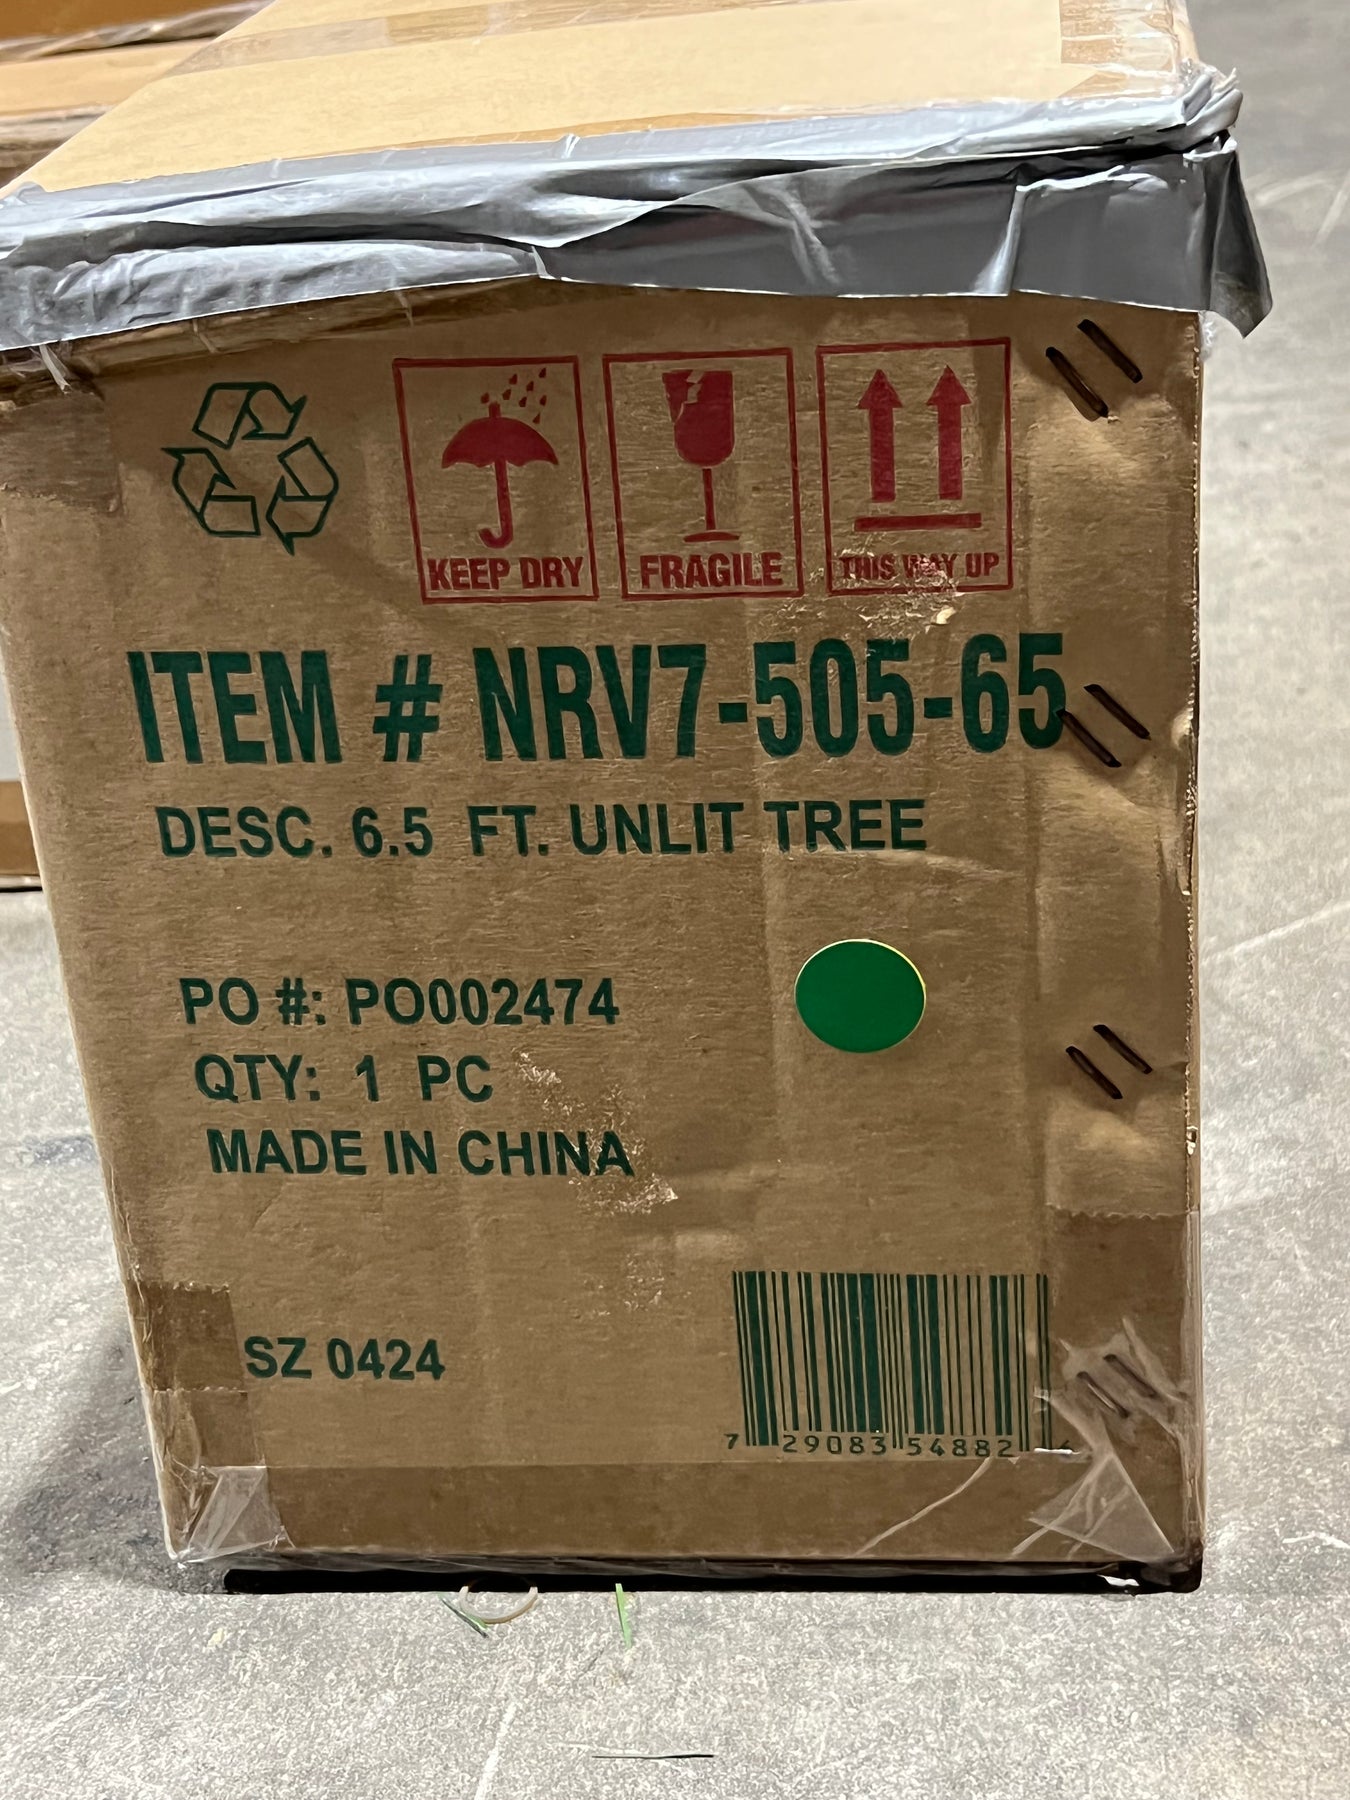 KEEP DRY
FRAGILE
THIS WAY UP
ITEM # NRV7-505-65
DESC. 6.5 FT. UNLIT TREE
PO #: PO002474
QTY: 1 PC
MADE IN CHINA
SZ 0424
7 29083 54882 4